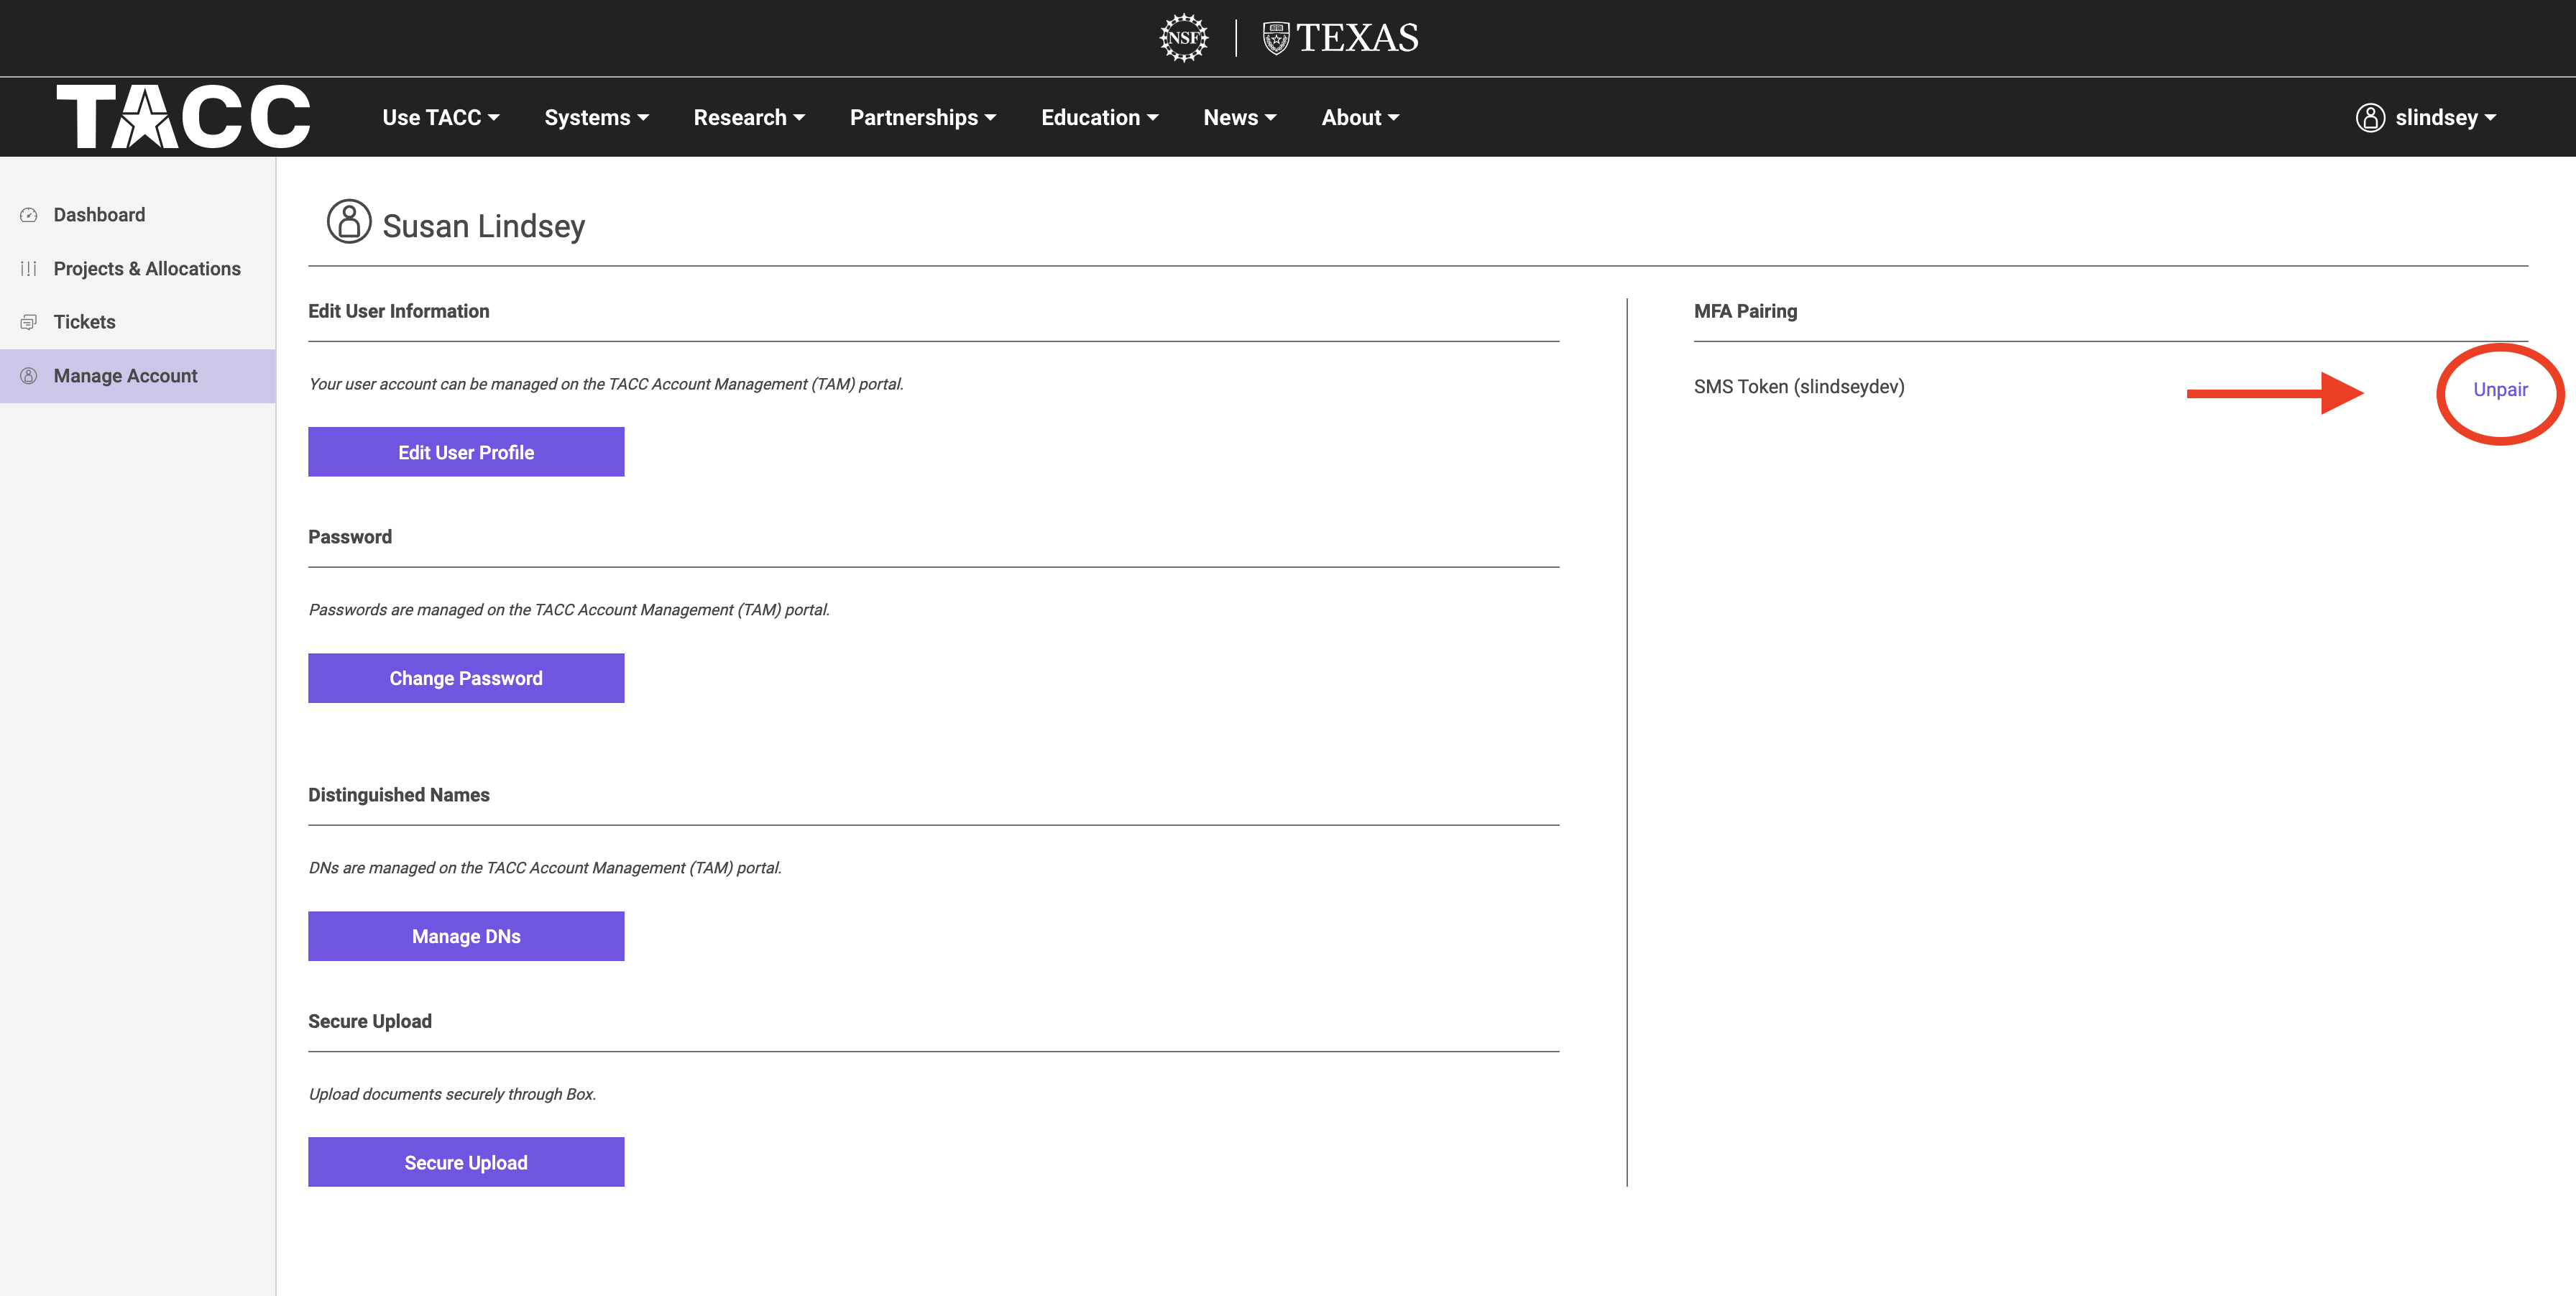 NSF
TEXAS
TACC
Use TACC
Systems
Research
Partnerships
Education
News
About
slindsey
Dashboard
Projects & Allocations
Tickets
Manage Account
Susan Lindsey
Edit User Information
Your user account can be managed on the TACC Account Management (TAM) portal.
Edit User Profile
Password
Passwords are managed on the TACC Account Management (TAM) portal.
Change Password
Distinguished Names
DNs are managed on the TACC Account Management (TAM) portal.
Manage DNs
Secure Upload
Upload documents securely through Box.
Secure Upload
MFA Pairing
SMS Token (slindseydev)
Unpair